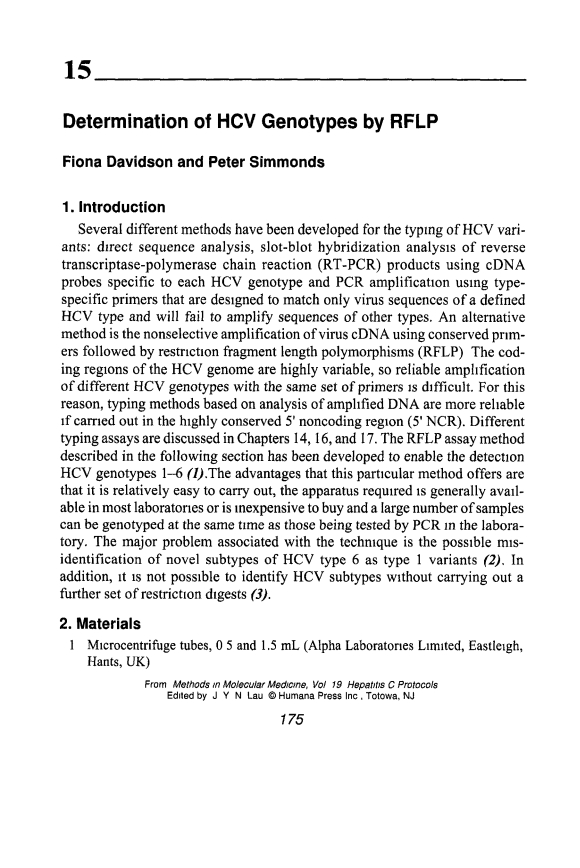 15
Determination of HCV Genotypes by RFLP
Fiona Davidson and Peter Simmonds
1. Introduction
Several different methods have been developed for the typing of HCV vari-
ants: direct sequence analysis, slot-blot hybridization analysis of reverse
transcriptase-polymerase chain reaction (RT-PCR) products using cDNA
probes specific to each HCV genotype and PCR amplification using type-
specific primers that are designed to match only virus sequences of a defined
HCV type and will fail to amplify sequences of other types. An alternative
method is the nonselective amplification of virus cDNA using conserved prim-
ers followed by restriction fragment length polymorphisms (RFLP) The cod-
ing regions of the HCV genome are highly variable, so reliable amplification
of different HCV genotypes with the same set of primers is difficult. For this
reason, typing methods based on analysis of amplified DNA are more reliable
if carried out in the highly conserved 5' noncoding region (5' NCR). Different
typing assays are discussed in Chapters 14, 16, and 17. The RFLP assay method
described in the following section has been developed to enable the detection
HCV genotypes 1–6 (1).The advantages that this particular method offers are
that it is relatively easy to carry out, the apparatus required is generally avail-
able in most laboratories or is inexpensive to buy and a large number of samples
can be genotyped at the same time as those being tested by PCR in the labora-
tory. The major problem associated with the technique is the possible mis-
identification of novel subtypes of HCV type 6 as type 1 variants (2). In
addition, it is not possible to identify HCV subtypes without carrying out a
further set of restriction digests (3).
2. Materials
1 Microcentrifuge tubes, 0 5 and 1.5 mL (Alpha Laboratories Limited, Eastleigh,
Hants, UK)
From Methods in Molecular Medicine, Vol 19 Hepatitis C Protocols
Edited by J Y N Lau © Humana Press Inc , Totowa, NJ
175